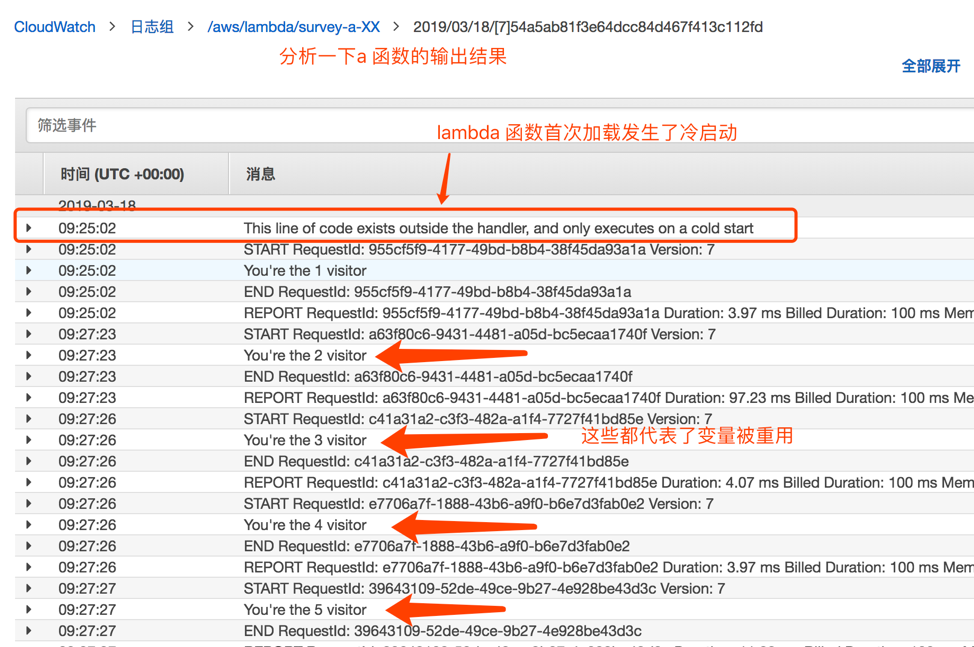 CloudWatch > 日志组 > /aws/lambda/survey-a-XX > 2019/03/18/[7]54a5ab81f3e64dcc84d467f413c112fd
分析一下a 函数的输出结果
全部展开
筛选事件
lambda 函数首次加载发生了冷启动
时间 (UTC +00:00) 消息
2019-03-18
09:25:02 This line of code exists outside the handler, and only executes on a cold start
09:25:02 START RequestId: 955cf5f9-4177-49bd-b8b4-38f45da93a1a Version: 7
09:25:02 You're the 1 visitor
09:25:02 END RequestId: 955cf5f9-4177-49bd-b8b4-38f45da93a1a
09:25:02 REPORT RequestId: 955cf5f9-4177-49bd-b8b4-38f45da93a1a Duration: 3.97 ms Billed Duration: 100 ms Mem
09:27:23 START RequestId: a63f80c6-9431-4481-a05d-bc5ecaa1740f Version: 7
09:27:23 You're the 2 visitor
09:27:23 END RequestId: a63f80c6-9431-4481-a05d-bc5ecaa1740f
09:27:23 REPORT RequestId: a63f80c6-9431-4481-a05d-bc5ecaa1740f Duration: 97.23 ms Billed Duration: 100 ms Me
09:27:26 START RequestId: c41a31a2-c3f3-482a-a1f4-7727f41bd85e Version: 7
09:27:26 You're the 3 visitor
这些都代表了变量被重用
09:27:26 END RequestId: c41a31a2-c3f3-482a-a1f4-7727f41bd85e
09:27:26 REPORT RequestId: c41a31a2-c3f3-482a-a1f4-7727f41bd85e Duration: 4.07 ms Billed Duration: 100 ms Mem
09:27:26 START RequestId: e7706a7f-1888-43b6-a9f0-b6e7d3fab0e2 Version: 7
09:27:26 You're the 4 visitor
09:27:26 END RequestId: e7706a7f-1888-43b6-a9f0-b6e7d3fab0e2
09:27:26 REPORT RequestId: e7706a7f-1888-43b6-a9f0-b6e7d3fab0e2 Duration: 3.97 ms Billed Duration: 100 ms Mem
09:27:27 START RequestId: 39643109-52de-49ce-9b27-4e928be43d3c Version: 7
09:27:27 You're the 5 visitor
09:27:27 END RequestId: 39643109-52de-49ce-9b27-4e928be43d3c